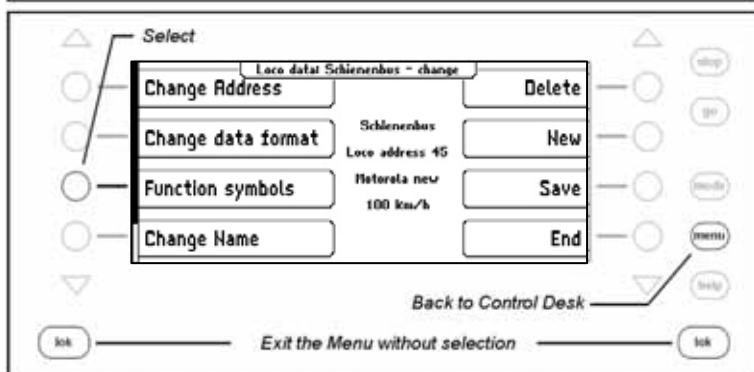 Select
Loco data: Schienenbus - change
Change Address
Delete
stop
go
Change data format
Schienenbus
Loco address 45
New
Function symbols
Motorola new
100 km/h
Save
mode
Change Name
End
menu
Back to Control Desk
help
lok
Exit the Menu without selection
lok